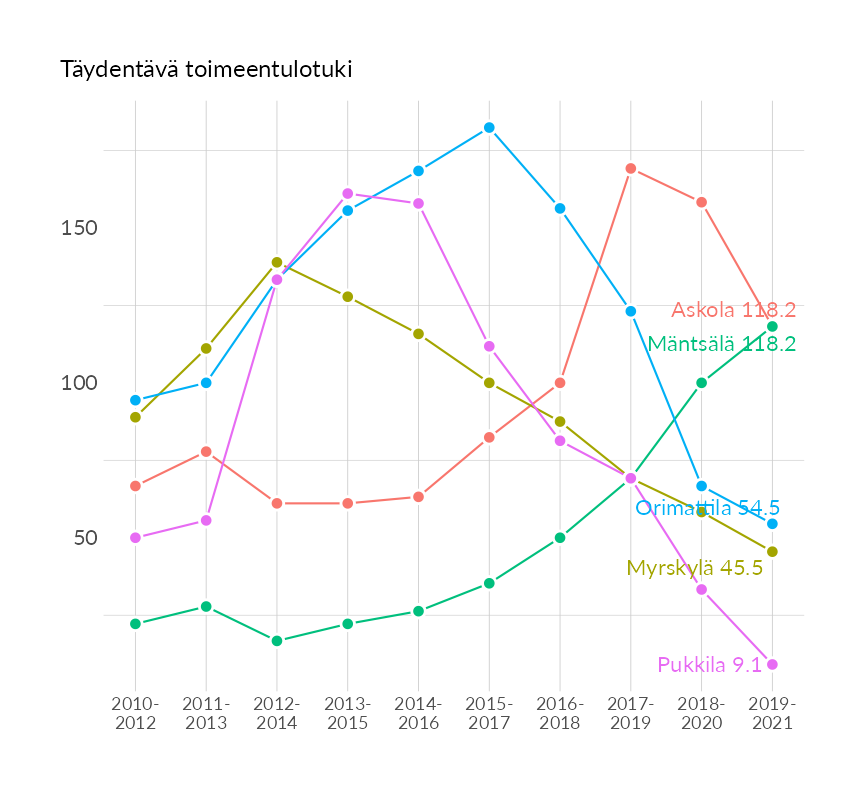 Täydentävä toimeentulotuki
150
100
50
Askola 118.2
Mäntsälä 118.2
Orimattila 54.5
Myrskylä 45.5
Pukkila 9.1
2010- 2011- 2012- 2013- 2014- 2015- 2016- 2017- 2018- 2019-
2012 2013 2014 2015 2016 2017 2018 2019 2020 2021